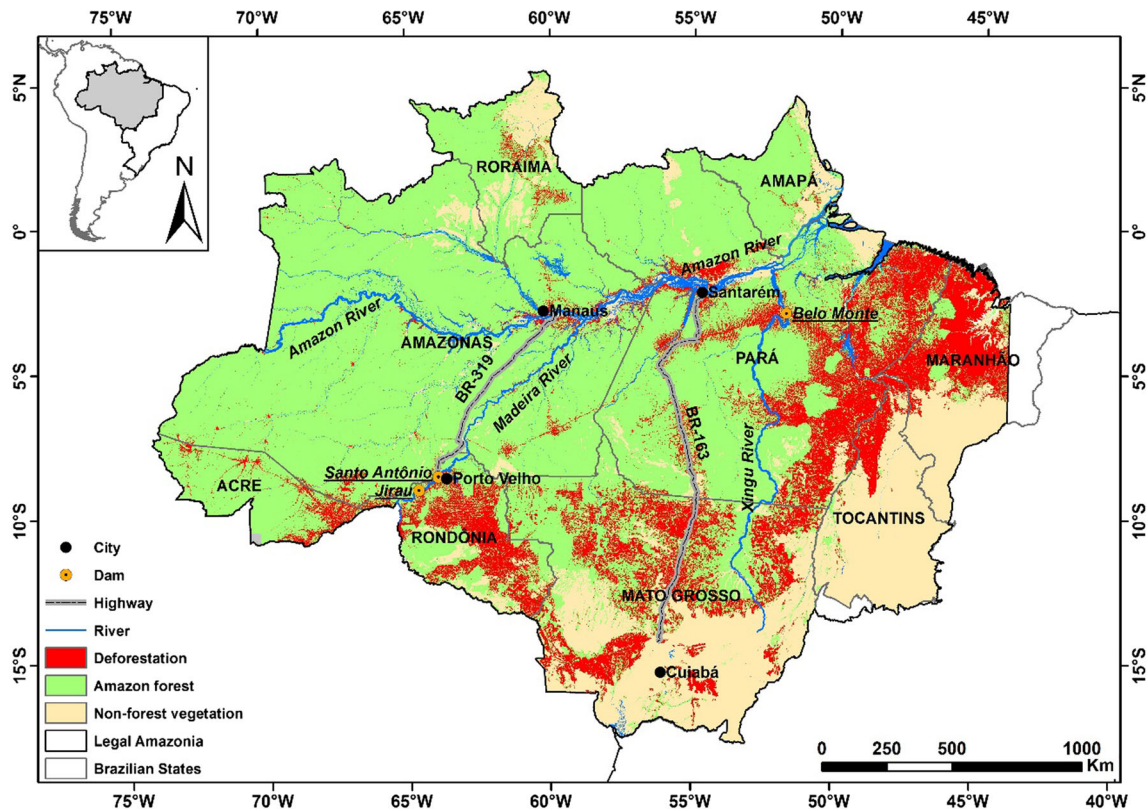 75°W 70°W 65°W 60°W 55°W 50°W 45°W
5°N
5°N
N
RORAIMA
AMAPÁ
0°
0°
Amazon River
Santarém
Manaus
Belo Monte
Amazon River
AMAZONAS
PARÁ
MARANHÃO
BR-319
Madeira River
5°S
5°S
BR-163
Xingu River
Santo Antônio
Porto Velho
Jirau
ACRE
TOCANTINS
10°S
10°S
RONDÔNIA
MATO GROSSO
Cuiabá
15°S
15°S
City
Dam
Highway
River
Deforestation
Amazon forest
Non-forest vegetation
Legal Amazonia
Brazilian States
0 250 500 1000
Km
75°W 70°W 65°W 60°W 55°W 50°W 45°W 40°W